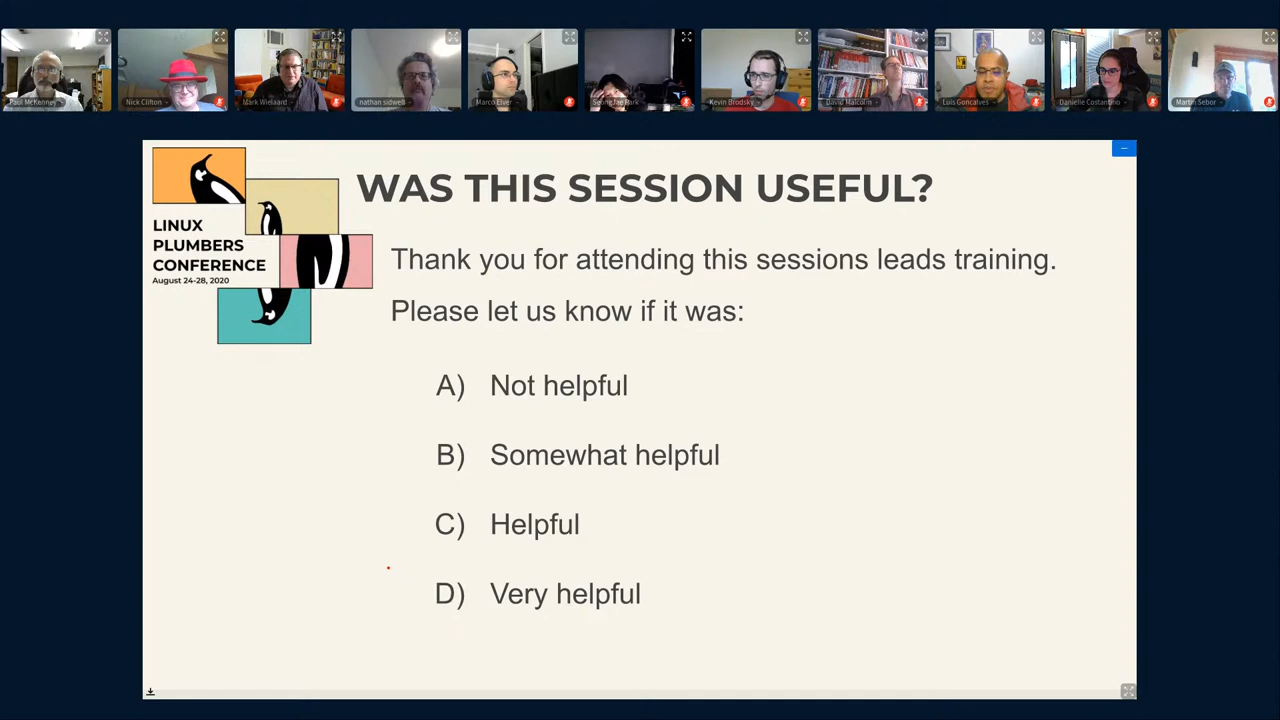 Paul McKenney
Nick Clifton
Mark Wielaard
nathan sidwell
Marco Elver
SeongJae Park
Kevin Brodsky
David Malcolm
Luis Goncalves
Danielle Costantino
Martin Sebor
WAS THIS SESSION USEFUL?
LINUX
PLUMBERS
CONFERENCE
August 24-28, 2020
Thank you for attending this sessions leads training.
Please let us know if it was:
A) Not helpful
B) Somewhat helpful
C) Helpful
D) Very helpful